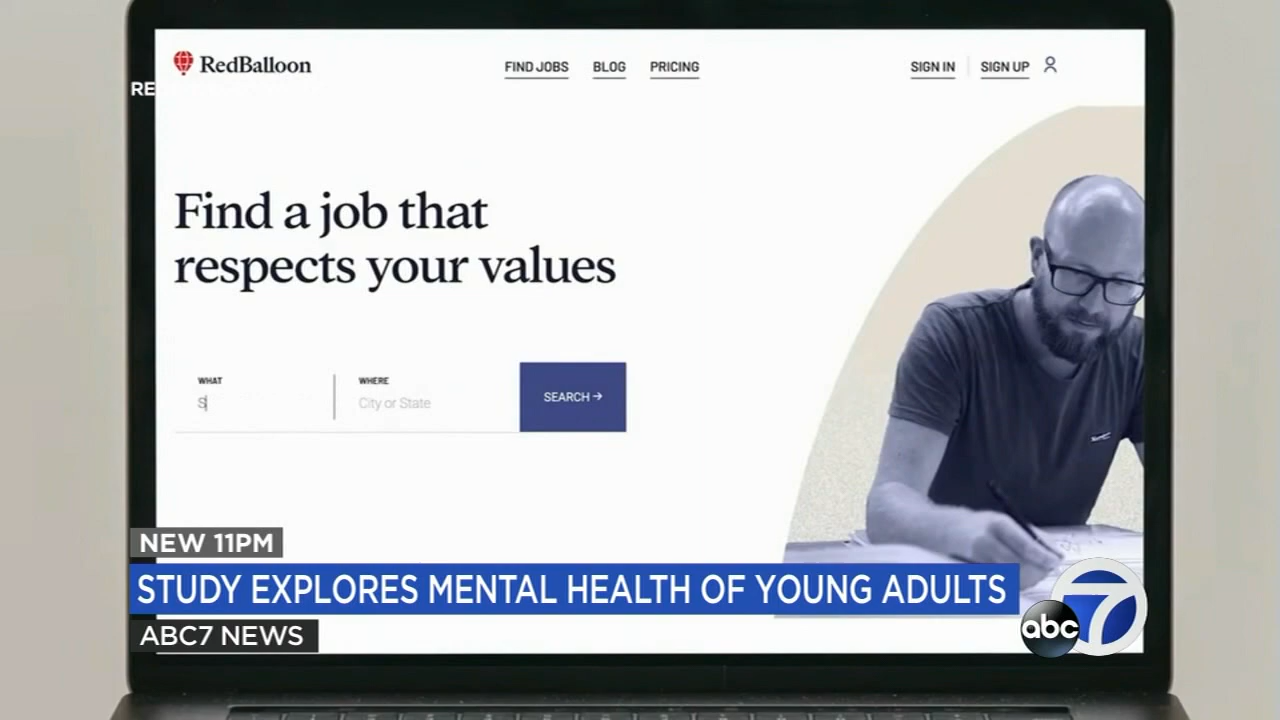 RedBalloon
FIND JOBS BLOG PRICING
SIGN IN SIGN UP
RE
Find a job that
respects your values
WHAT WHERE
S City or State
SEARCH →
NEW 11PM
STUDY EXPLORES MENTAL HEALTH OF YOUNG ADULTS
ABC7 NEWS
abc 7